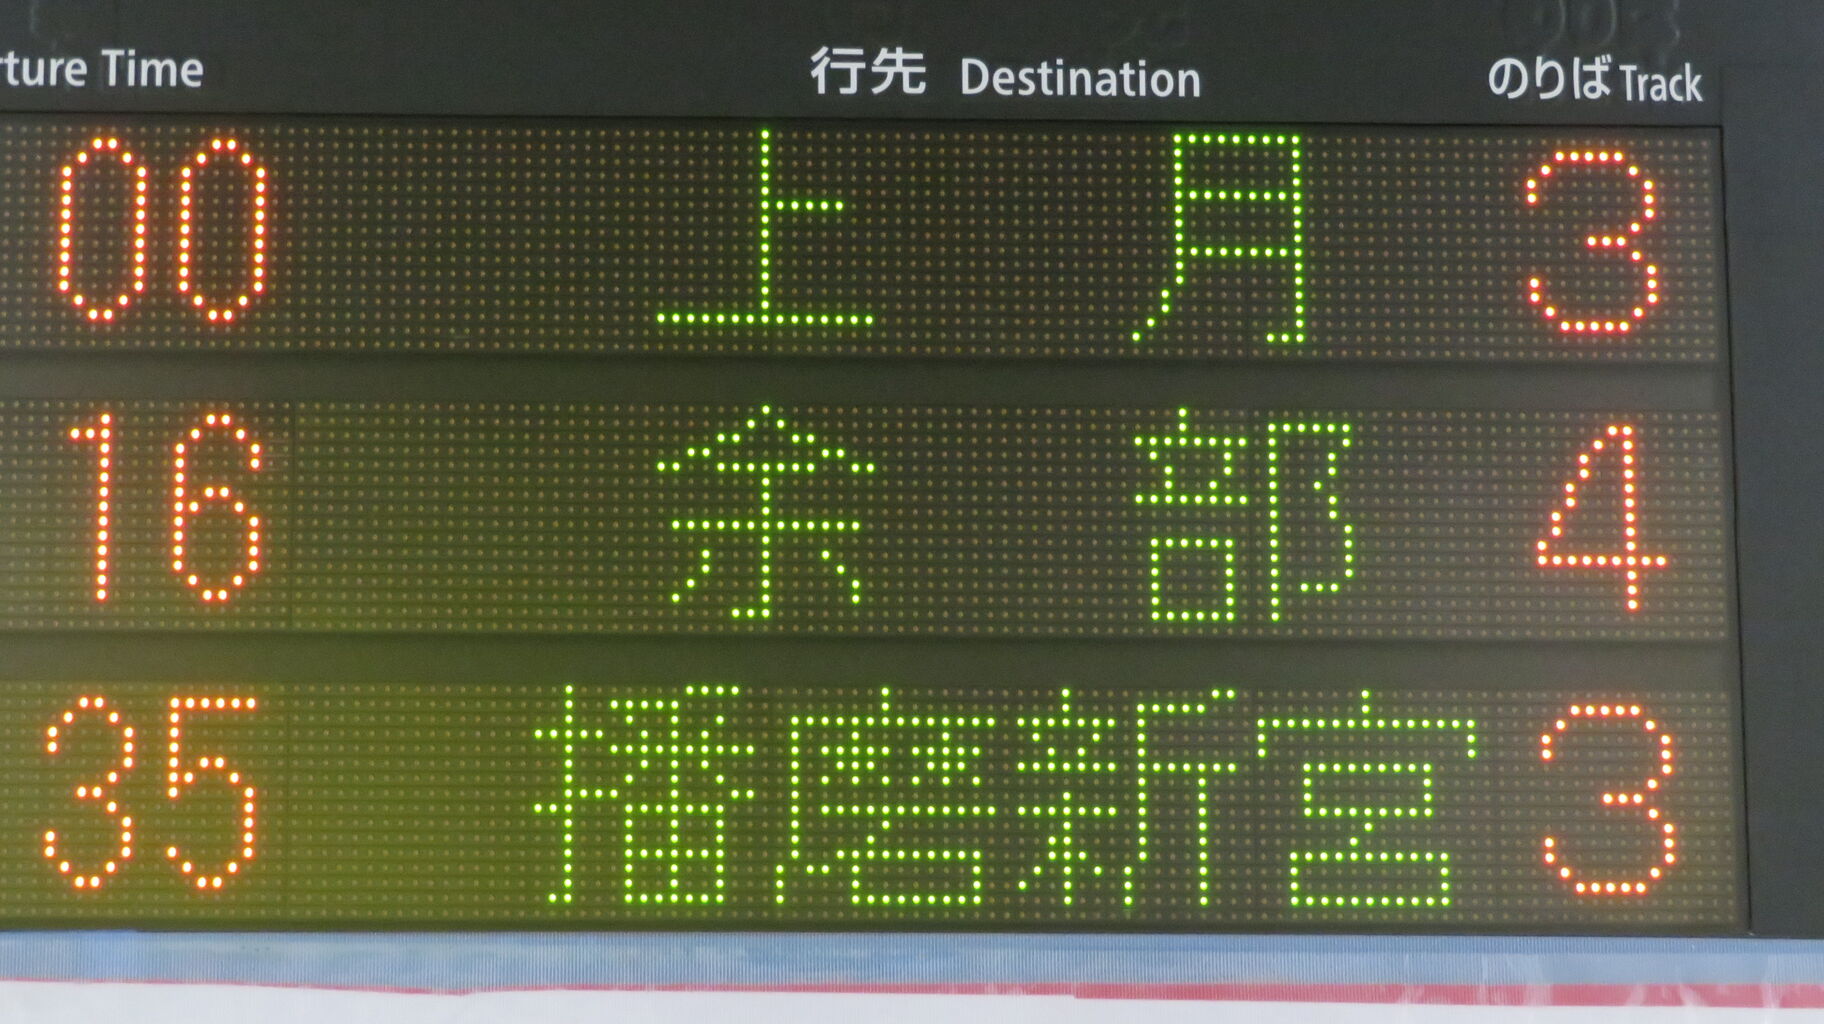 rture Time 行先 Destination のりば Track
00 上月 3
16 余部 4
35 播磨新宮 3